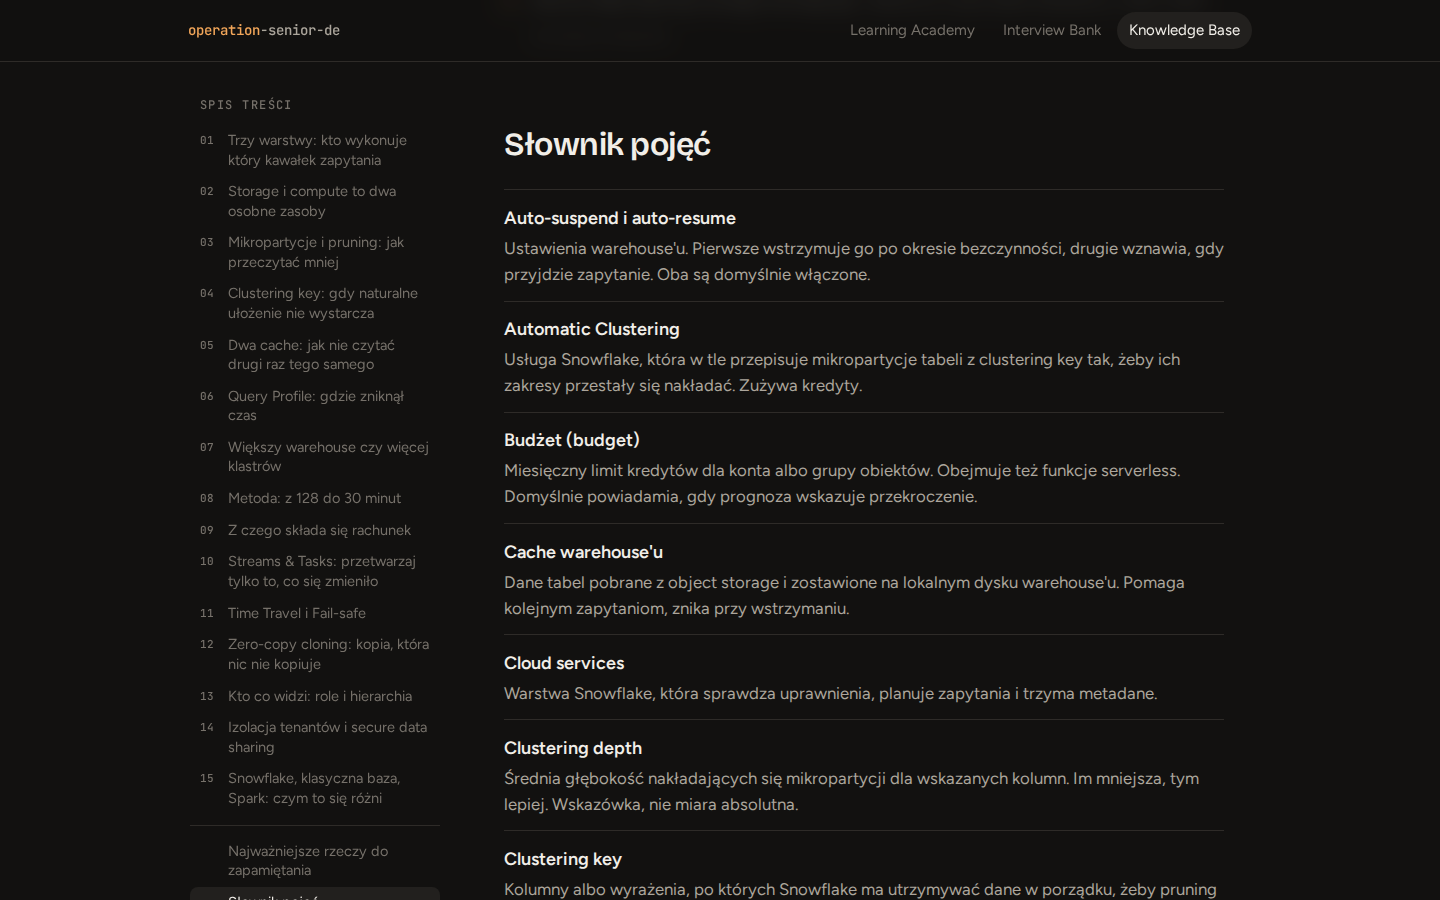 operation-senior-de
Learning Academy
Interview Bank
Knowledge Base
SPIS TREŚCI
01 Trzy warstwy: kto wykonuje
który kawałek zapytania
02 Storage i compute to dwa
osobne zasoby
03 Mikropartycje i pruning: jak
przeczytać mniej
04 Clustering key: gdy naturalne
ułożenie nie wystarcza
05 Dwa cache: jak nie czytać
drugi raz tego samego
06 Query Profile: gdzie zniknął
czas
07 Większy warehouse czy więcej
klastrów
08 Metoda: z 128 do 30 minut
09 Z czego składa się rachunek
10 Streams & Tasks: przetwarzaj
tylko to, co się zmieniło
11 Time Travel i Fail-safe
12 Zero-copy cloning: kopia, która
nic nie kopiuje
13 Kto co widzi: role i hierarchia
14 Izolacja tenantów i secure data
sharing
15 Snowflake, klasyczna baza,
Spark: czym to się różni
Najważniejsze rzeczy do
zapamiętania
Słownik pojęć
Słownik pojęć
Auto-suspend i auto-resume
Ustawienia warehouse'u. Pierwsze wstrzymuje go po okresie bezczynności, drugie wznawia, gdy
przyjdzie zapytanie. Oba są domyślnie włączone.
Automatic Clustering
Usługa Snowflake, która w tle przepisuje mikropartycje tabeli z clustering key tak, żeby ich
zakresy przestały się nakładać. Zużywa kredyty.
Budżet (budget)
Miesięczny limit kredytów dla konta albo grupy obiektów. Obejmuje też funkcje serverless.
Domyślnie powiadamia, gdy prognoza wskazuje przekroczenie.
Cache warehouse'u
Dane tabel pobrane z object storage i zostawione na lokalnym dysku warehouse'u. Pomaga
kolejnym zapytaniom, znika przy wstrzymaniu.
Cloud services
Warstwa Snowflake, która sprawdza uprawnienia, planuje zapytania i trzyma metadane.
Clustering depth
Średnia głębokość nakładających się mikropartycji dla wskazanych kolumn. Im mniejsza, tym
lepiej. Wskazówka, nie miara absolutna.
Clustering key
Kolumny albo wyrażenia, po których Snowflake ma utrzymywać dane w porządku, żeby pruning